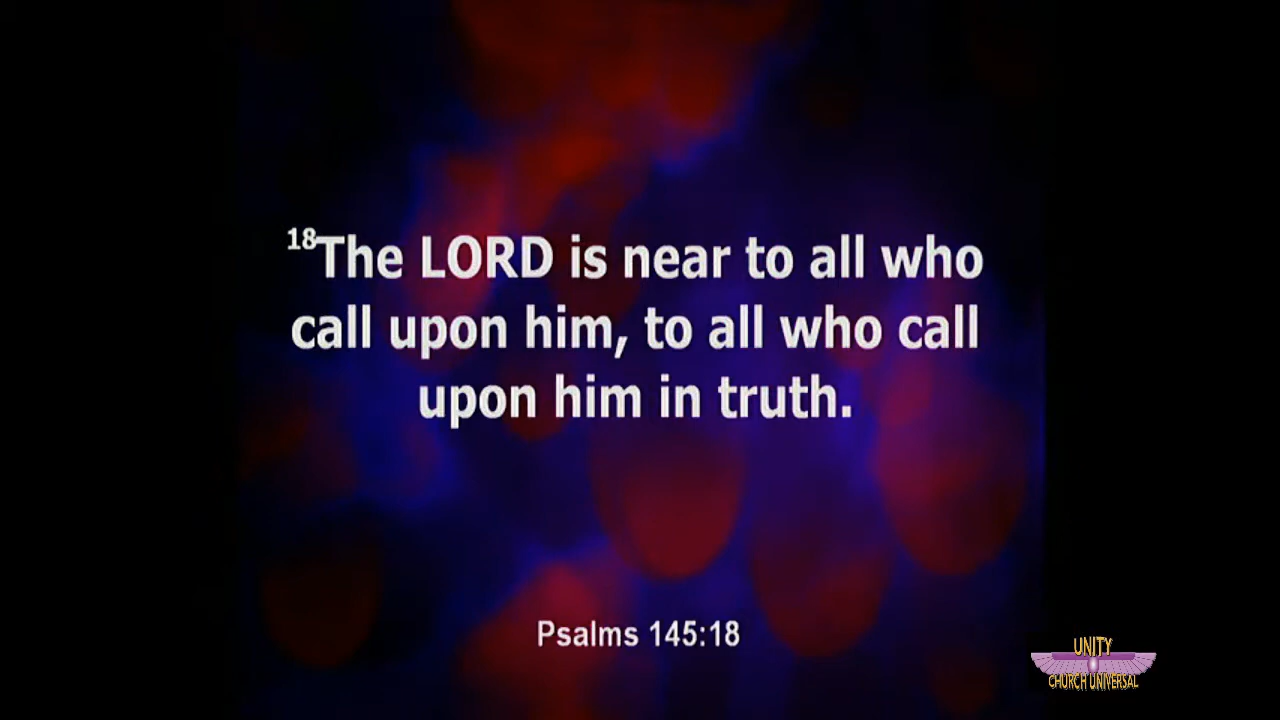 18The LORD is near to all who
call upon him, to all who call
upon him in truth.
Psalms 145:18
UNITY
CHURCH UNIVERSAL